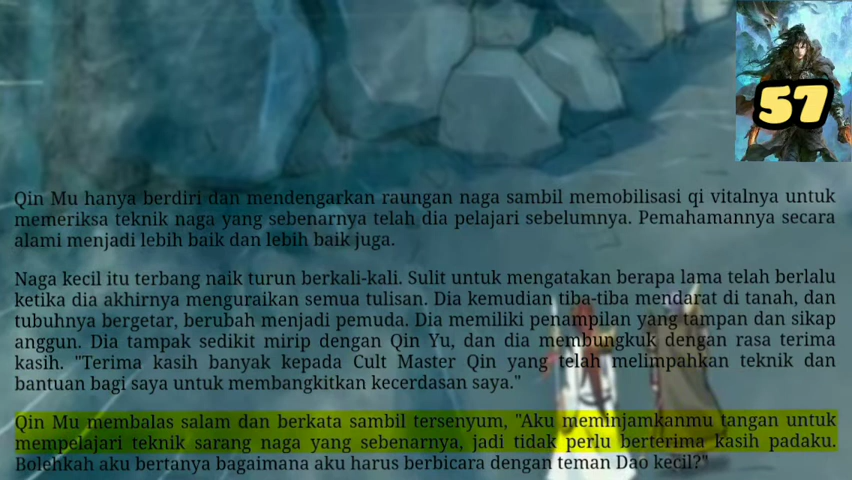 57
Qin Mu hanya berdiri dan mendengarkan raungan naga sambil memobilisasi qi vitalnya untuk
memeriksa teknik naga yang sebenarnya telah dia pelajari sebelumnya. Pemahamannya secara
alami menjadi lebih baik dan lebih baik juga.
Naga kecil itu terbang naik turun berkali-kali. Sulit untuk mengatakan berapa lama telah berlalu
ketika dia akhirnya menguraikan semua tulisan. Dia kemudian tiba-tiba mendarat di tanah, dan
tubuhnya bergetar, berubah menjadi pemuda. Dia memiliki penampilan yang tampan dan sikap
anggun. Dia tampak sedikit mirip dengan Qin Yu, dan dia membungkuk dengan rasa terima
kasih. "Terima kasih banyak kepada Cult Master Qin yang telah melimpahkan teknik dan
bantuan bagi saya untuk membangkitkan kecerdasan saya."
Qin Mu membalas salam dan berkata sambil tersenyum, "Aku meminjamkanmu tangan untuk
mempelajari teknik sarang naga yang sebenarnya, jadi tidak perlu berterima kasih padaku.
Bolehkah aku bertanya bagaimana aku harus berbicara dengan teman Dao kecil?"